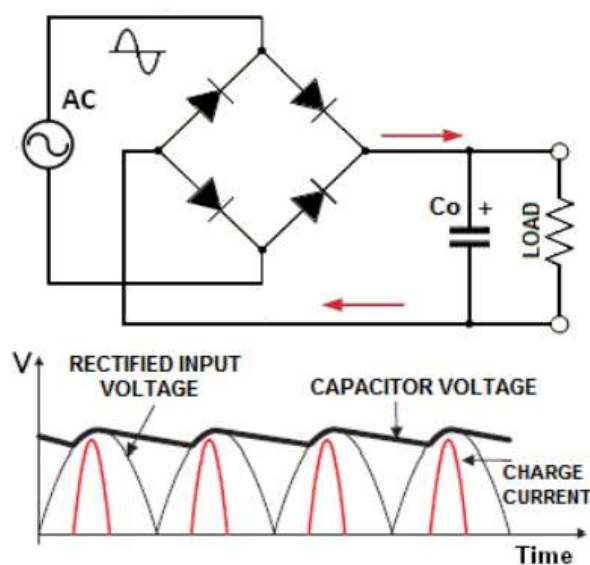 AC
Co +
LOAD
V
RECTIFIED INPUT
VOLTAGE
CAPACITOR VOLTAGE
CHARGE
CURRENT
Time